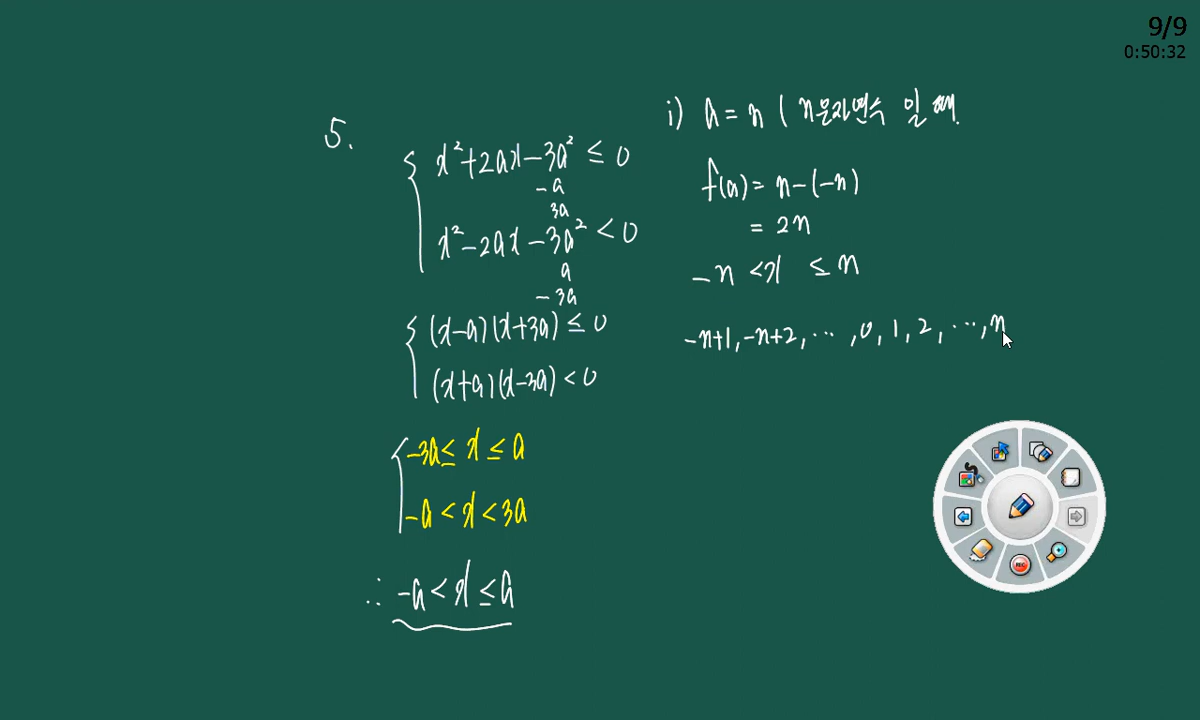 9/9
0:50:32
5.
x²+2ax-3a² ≤ 0
-a
3a
x²-2ax-3a² < 0
a
-3a
(x-a)(x+3a) ≤ 0
(x+a)(x-3a) < 0
-3a ≤ x ≤ a
-a < x < 3a
∴ -a < x ≤ a
i) a = n ( n은 자연수 일 때.
f(a) = n-(-n)
= 2n
-n < x ≤ n
-n+1, -n+2, ⋯, 0, 1, 2, ⋯, n
REC